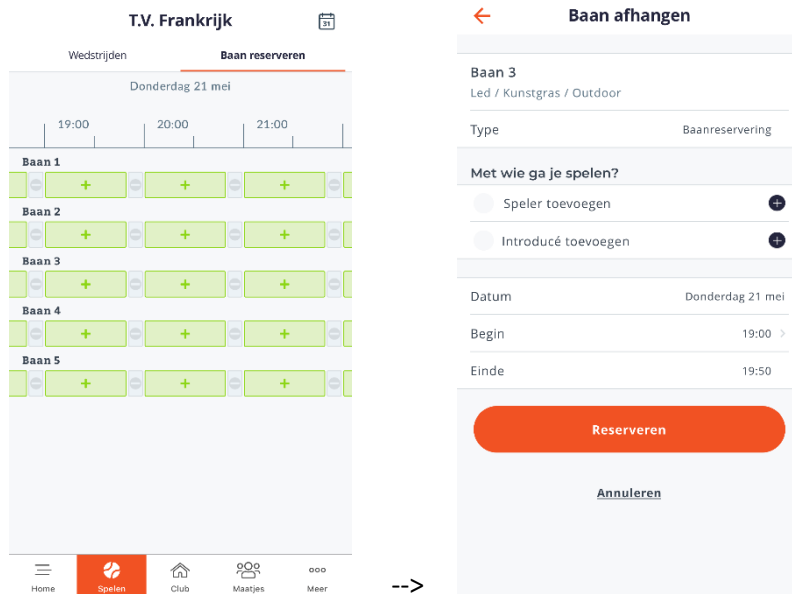 T.V. Frankrijk
31
Wedstrijden Baan reserveren
Donderdag 21 mei
19:00 20:00 21:00
Baan 1
Baan 2
Baan 3
Baan 4
Baan 5
Home Spelen Club Maatjes Meer
-->
Baan afhangen
Baan 3
Led / Kunstgras / Outdoor
Type Baanreservering
Met wie ga je spelen?
Speler toevoegen
Introducé toevoegen
Datum Donderdag 21 mei
Begin 19:00
Einde 19:50
Reserveren
Annuleren